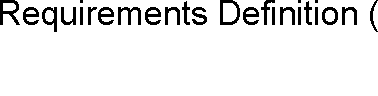 Requirements Definition (